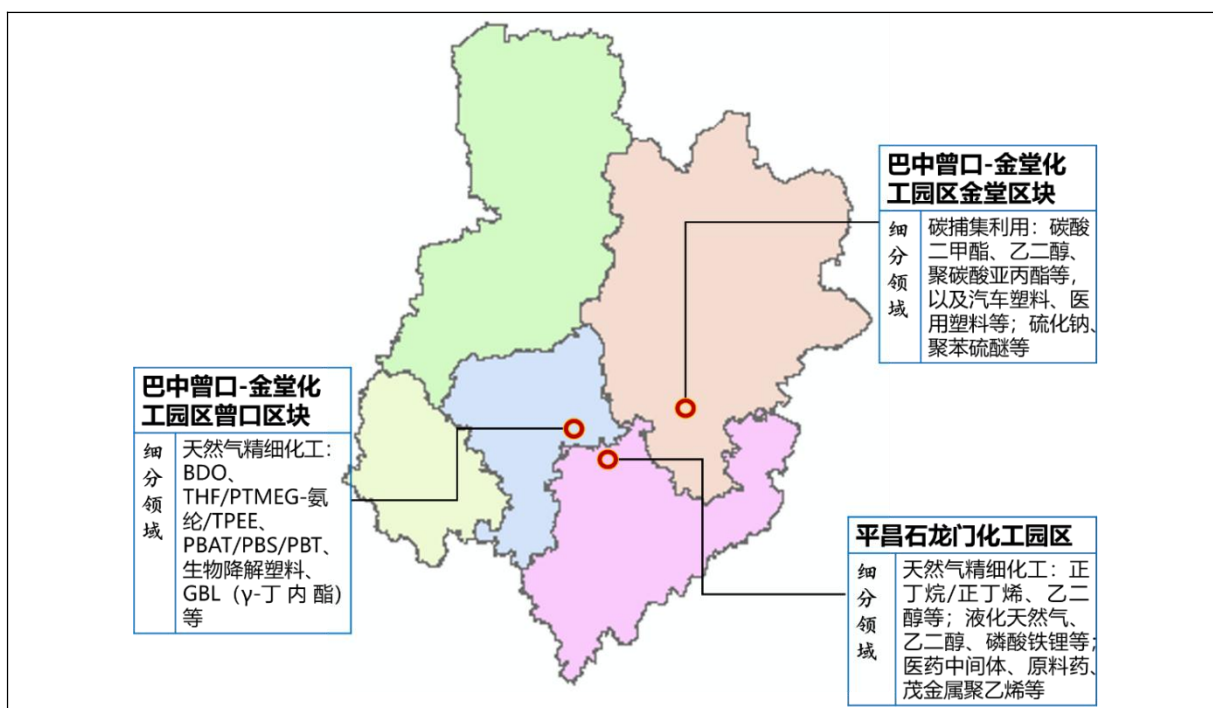 巴中曾口-金堂化
工园区金堂区块
细
分
领
域
碳捕集利用：碳酸
二甲酯、乙二醇、
聚碳酸亚丙酯等，
以及汽车塑料、医
用塑料等；硫化钠、
聚苯硫醚等
巴中曾口-金堂化
工园区曾口区块
细
分
领
域
天然气精细化工：
BDO、
THF/PTMEG-氨
纶/TPEE、
PBAT/PBS/PBT、
生物降解塑料、
GBL（γ-丁内酯）
等
平昌石龙门化工园区
细
分
领
域
天然气精细化工：正
丁烷/正丁烯、乙二
醇等；液化天然气、
乙二醇、磷酸铁锂等；
医药中间体、原料药、
茂金属聚乙烯等